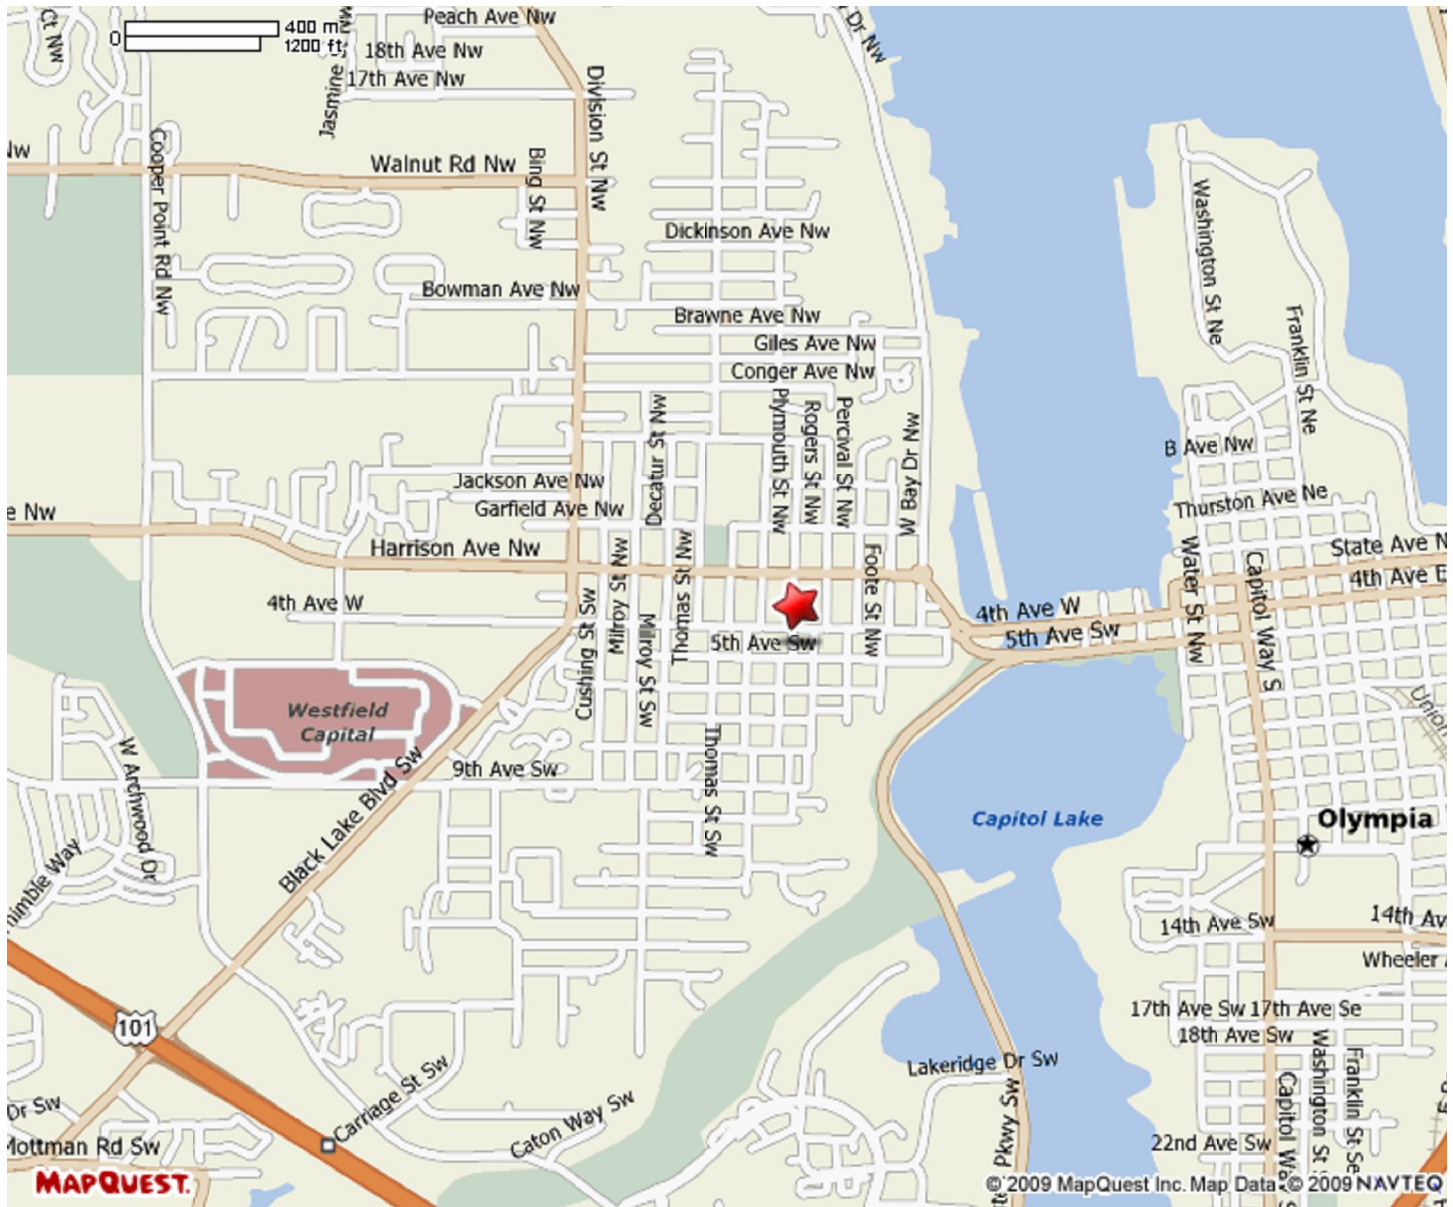 Ct Nw
0
400 m
1200 ft
Peach Ave Nw
18th Ave Nw
17th Ave Nw
Jasmine
Dr Nw
Division St Nw
Nw
Cooper Point Rd Nw
Walnut Rd Nw
Bing St Nw
Dickinson Ave Nw
Washington St Ne
Bowman Ave Nw
Brawne Ave Nw
Giles Ave Nw
Conger Ave Nw
Franklin St Ne
Plymouth St Nw
Rogers St Nw
Percival St Nw
Decatur St Nw
W Bay Dr Nw
B Ave Nw
Jackson Ave Nw
Garfield Ave Nw
Thurston Ave Ne
e Nw
Harrison Ave Nw
State Ave N
4th Ave E
4th Ave W
Cushing St Sw
Milroy St Nw
Milroy St Sw
Thomas St Nw
Foote St Nw
4th Ave W
5th Ave Sw
5th Ave Sw
Water St Nw
Capitol Way S
Union
Westfield
Capital
W Archwood Dr
Black Lake Blvd Sw
9th Ave Sw
Thomas St Sw
Capitol Lake
Olympia
imble Way
14th Ave Sw
14th Av
Wheeler
101
17th Ave Sw
17th Ave Se
18th Ave Sw
Lakeridge Dr Sw
Carriage St Sw
Caton Way Sw
Pkwy Sw
Capitol Wa
Washington St S
Franklin St Se
Dr Sw
Mottman Rd Sw
22nd Ave Sw
MAPQUEST.
© 2009 MapQuest Inc. Map Data © 2009 NAVTEQ